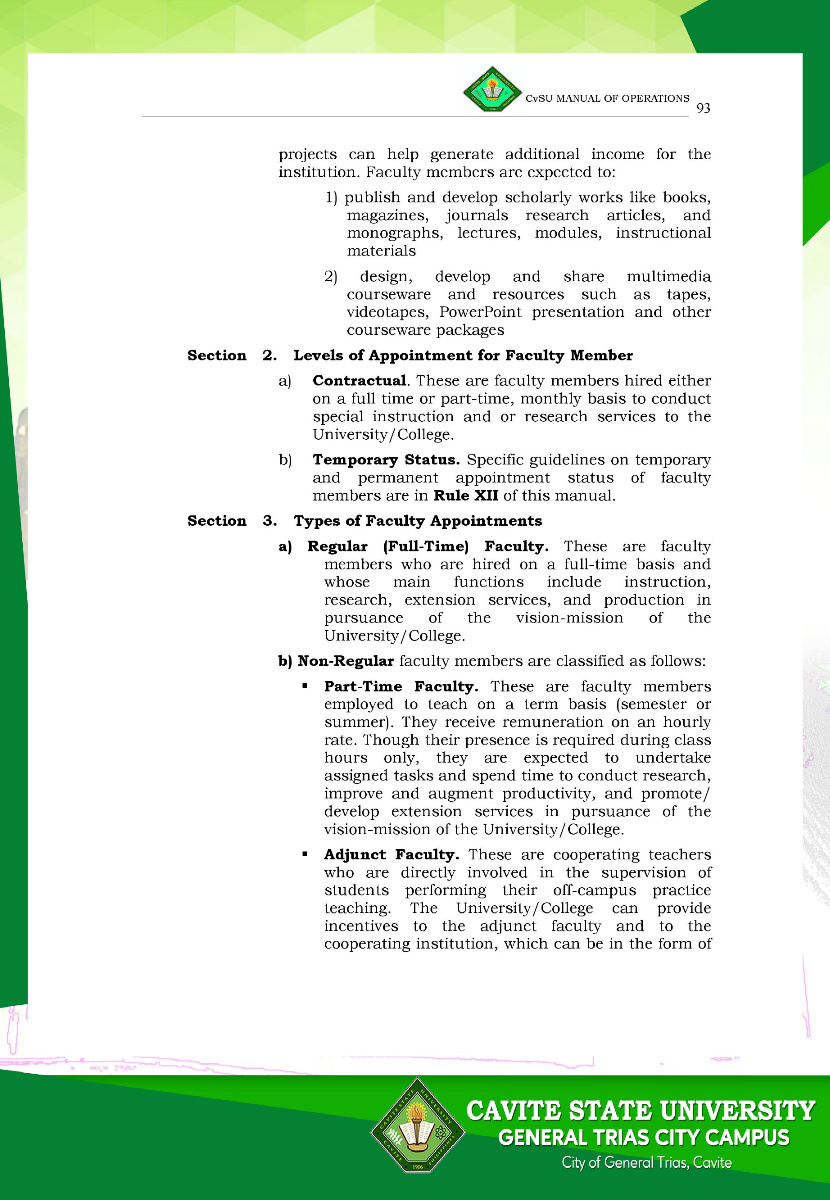 CvSU MANUAL OF OPERATIONS
93
projects can help generate additional income for the
institution. Faculty members are expected to:
1) publish and develop scholarly works like books,
magazines, journals research articles, and
monographs, lectures, modules, instructional
materials
2) design, develop and share multimedia
courseware and resources such as tapes,
videotapes, PowerPoint presentation and other
courseware packages
Section 2. Levels of Appointment for Faculty Member
a) Contractual. These are faculty members hired either
on a full time or part-time, monthly basis to conduct
special instruction and or research services to the
University/College.
b) Temporary Status. Specific guidelines on temporary
and permanent appointment status of faculty
members are in Rule XII of this manual.
Section 3. Types of Faculty Appointments
a) Regular (Full-Time) Faculty. These are faculty
members who are hired on a full-time basis and
whose main functions include instruction,
research, extension services, and production in
pursuance of the vision-mission of the
University/College.
b) Non-Regular faculty members are classified as follows:
▪ Part-Time Faculty. These are faculty members
employed to teach on a term basis (semester or
summer). They receive remuneration on an hourly
rate. Though their presence is required during class
hours only, they are expected to undertake
assigned tasks and spend time to conduct research,
improve and augment productivity, and promote/
develop extension services in pursuance of the
vision-mission of the University/College.
▪ Adjunct Faculty. These are cooperating teachers
who are directly involved in the supervision of
students performing their off-campus practice
teaching. The University/College can provide
incentives to the adjunct faculty and to the
cooperating institution, which can be in the form of
CAVITE STATE UNIVERSITY
GENERAL TRIAS CITY CAMPUS
City of General Trias, Cavite